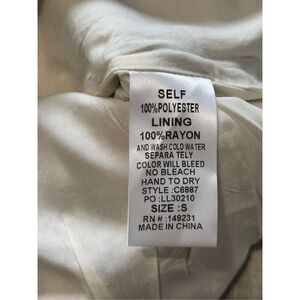 SELF
100%POLYESTER
LINING
100%RAYON
AND WASH COLD WATER
SEPARA TELY
COLOR WILL BLEED
NO BLEACH
HAND TO DRY
STYLE :C6887
PO :LL30210
SIZE :S
RN# :149231
MADE IN CHINA